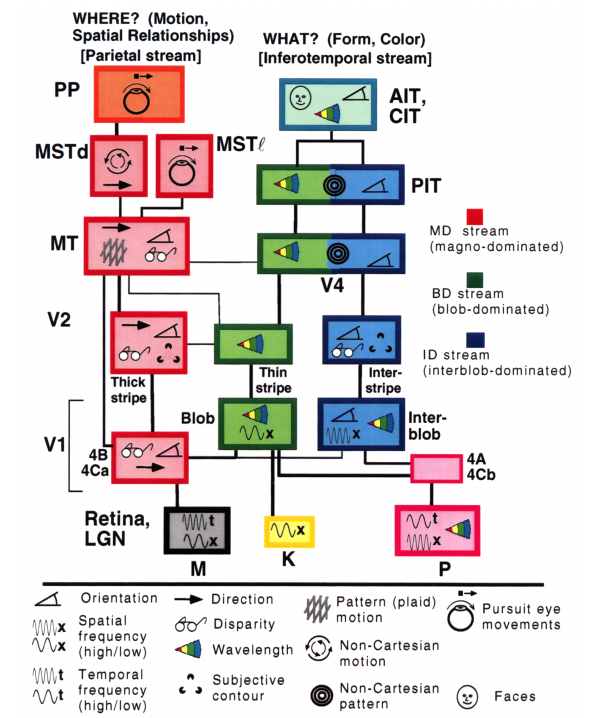 WHERE? (Motion,
Spatial Relationships)
[Parietal stream]
WHAT? (Form, Color)
[Inferotemporal stream]
PP
AIT,
CIT
MSTd
MSTℓ
PIT
MT
V4
MD stream
(magno-dominated)
BD stream
(blob-dominated)
ID stream
(interblob-dominated)
V2
Thick
stripe
Thin
stripe
Inter-
stripe
V1
Blob
Inter-
blob
4B
4Ca
4A
4Cb
x
x
Retina,
LGN
t
x
x
t
x
M
K
P
Orientation
Direction
Pattern (plaid)
motion
Pursuit eye
movements
x
x
Spatial
frequency
(high/low)
Disparity
Wavelength
Non-Cartesian
motion
t
t
Temporal
frequency
(high/low)
Subjective
contour
Non-Cartesian
pattern
Faces